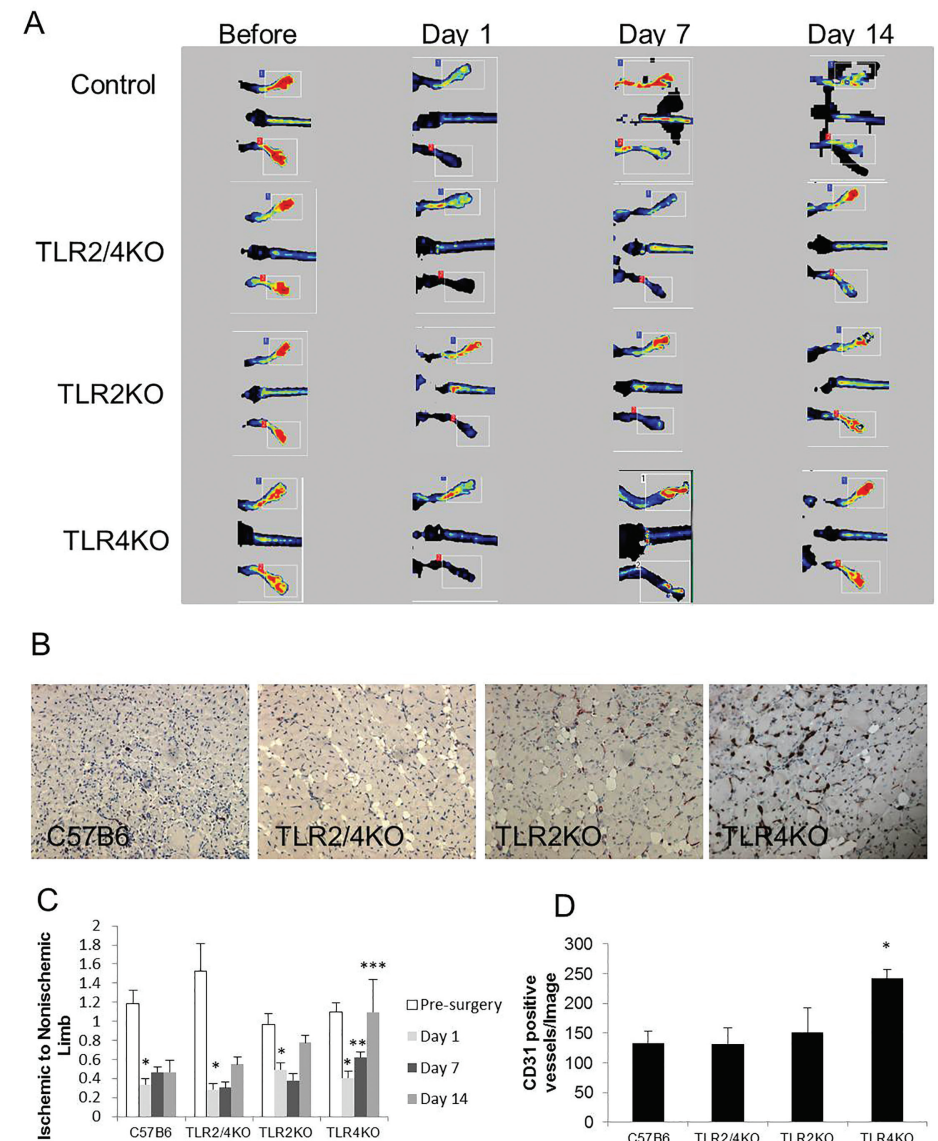 A
Before Day 1 Day 7 Day 14
Control
TLR2/4KO
TLR2KO
TLR4KO
B
C57B6 TLR2/4KO TLR2KO TLR4KO
C
Ischemic to Nonischemic
Limb
2
1.8
1.6
1.4
1.2
1
0.8
0.6
0.4
0.2
0
* * * * ** ***
Pre-surgery
Day 1
Day 7
Day 14
C57B6 TLR2/4KO TLR2KO TLR4KO
D
CD31 positive
vessels/Image
300
250
200
150
100
50
0
*
C57B6 TLR2/4KO TLR2KO TLR4KO